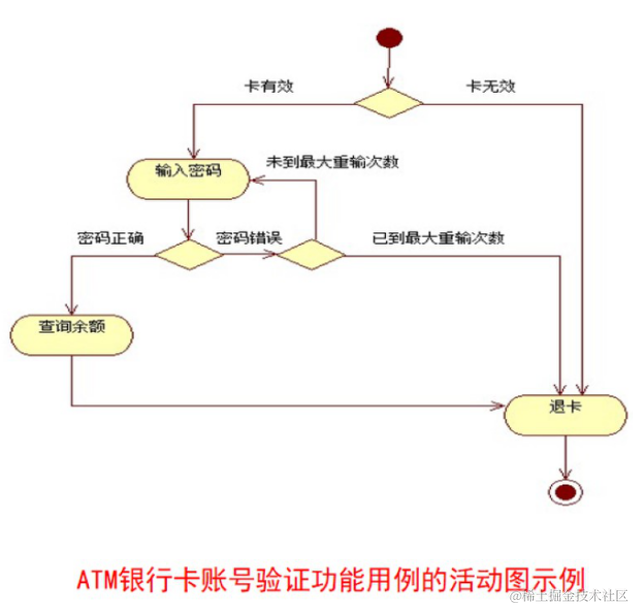 卡有效
卡无效
输入密码
未到最大重输次数
密码正确
密码错误
已到最大重输次数
查询余额
退卡
ATM银行卡账号验证功能用例的活动图示例
@稀土掘金技术社区